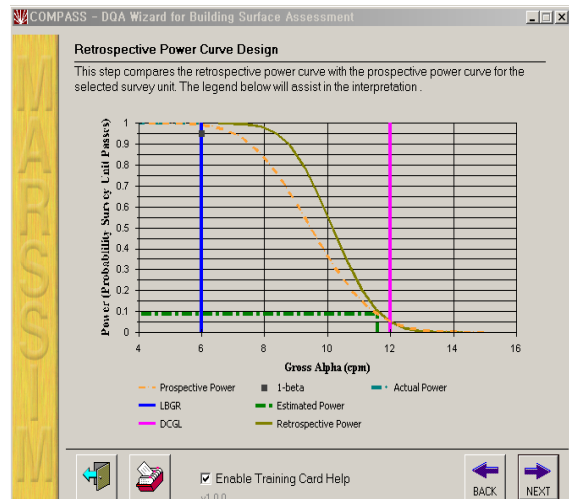 COMPASS - DQA Wizard for Building Surface Assessment
MARSSIM
Retrospective Power Curve Design
This step compares the retrospective power curve with the prospective power curve for the
selected survey unit. The legend below will assist in the interpretation .
Power (Probability Survey Unit Passes)
1
0.9
0.8
0.7
0.6
0.5
0.4
0.3
0.2
0.1
0
4 6 8 10 12 14 16
Gross Alpha (cpm)
Prospective Power 1-beta Actual Power
LBGR Estimated Power
DCGL Retrospective Power
Enable Training Card Help
v1.0.0
BACK NEXT